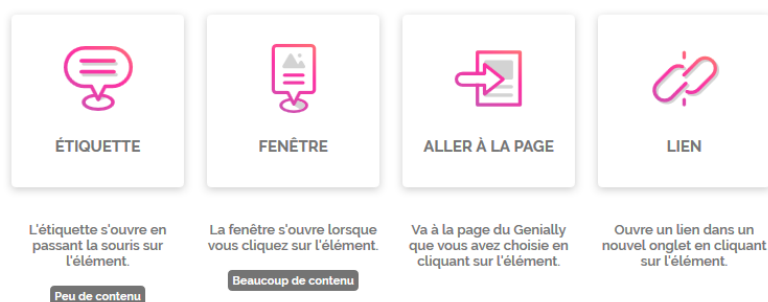 ÉTIQUETTE
FENÊTRE
ALLER À LA PAGE
LIEN
L'étiquette s'ouvre en
passant la souris sur
l'élément.
Peu de contenu
La fenêtre s'ouvre lorsque
vous cliquez sur l'élément.
Beaucoup de contenu
Va à la page du Genially
que vous avez choisie en
cliquant sur l'élément.
Ouvre un lien dans un
nouvel onglet en cliquant
sur l'élément.